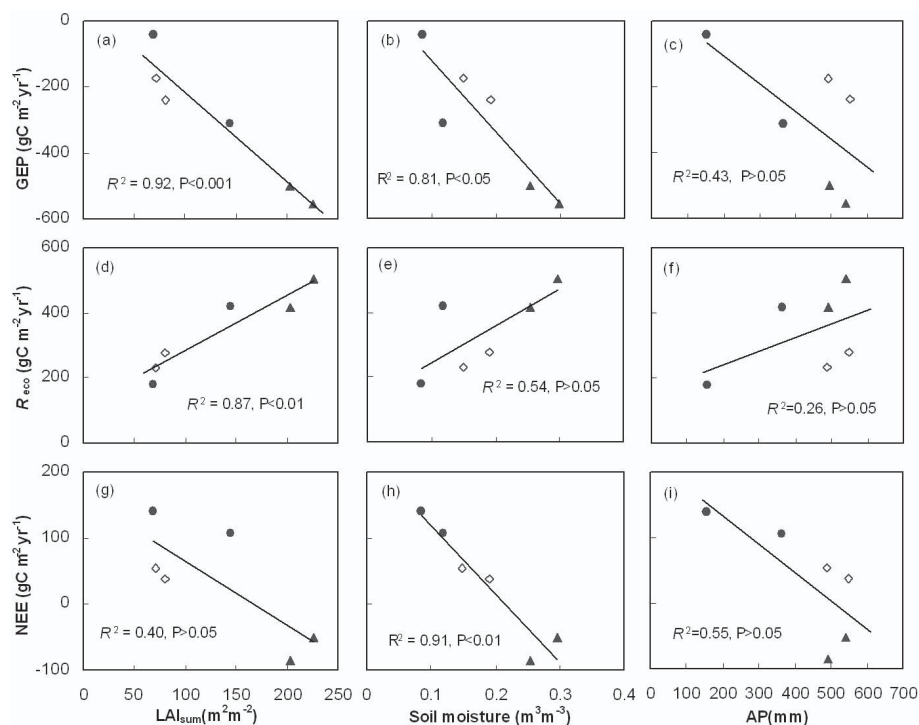 (a)
(b)
(c)
0
-200
-400
-600
GEP (gC m⁻² yr⁻¹)
R² = 0.92, P<0.001
R² = 0.81, P<0.05
R²=0.43, P>0.05
(d)
(e)
(f)
600
400
200
0
R eco (gC m⁻² yr⁻¹)
R² = 0.87, P<0.01
R² = 0.54, P>0.05
R²=0.26, P>0.05
(g)
(h)
(i)
200
100
0
-100
NEE (gC m⁻² yr⁻¹)
R² = 0.40, P>0.05
R² = 0.91, P<0.01
R²=0.55, P>0.05
0 50 100 150 200 250
0 0.1 0.2 0.3 0.4
0 100 200 300 400 500 600 700
LAIsum(m²m⁻²)
Soil moisture (m³m⁻³)
AP(mm)